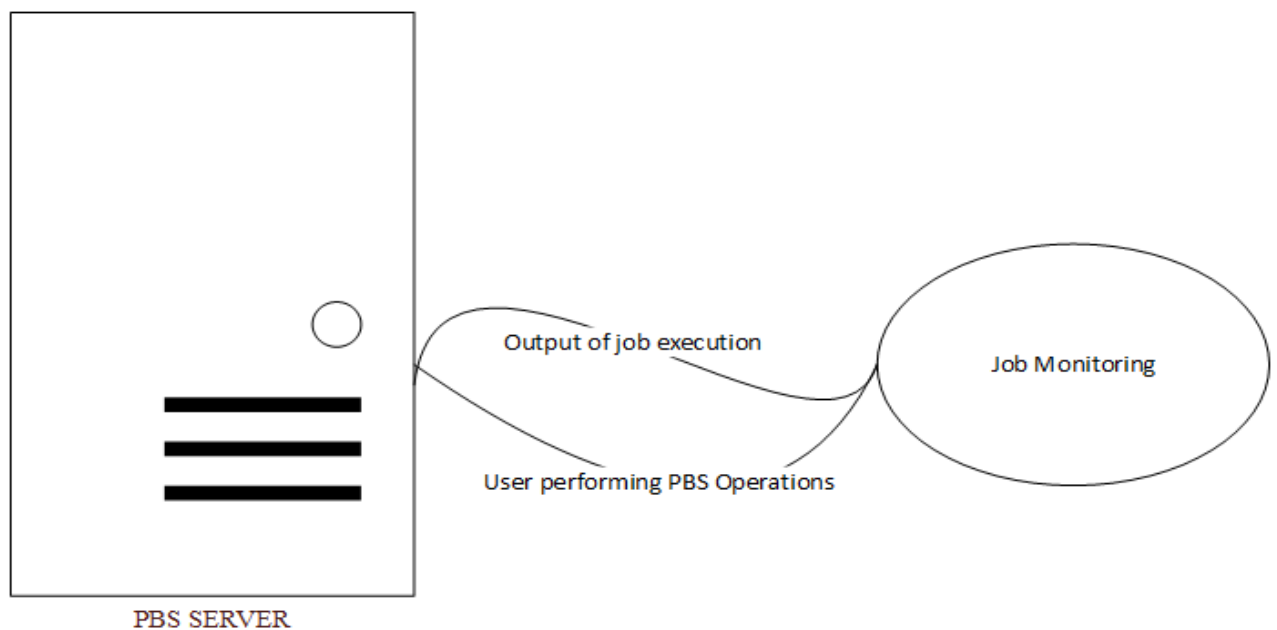 Output of job execution
Job Monitoring
User performing PBS Operations
PBS SERVER